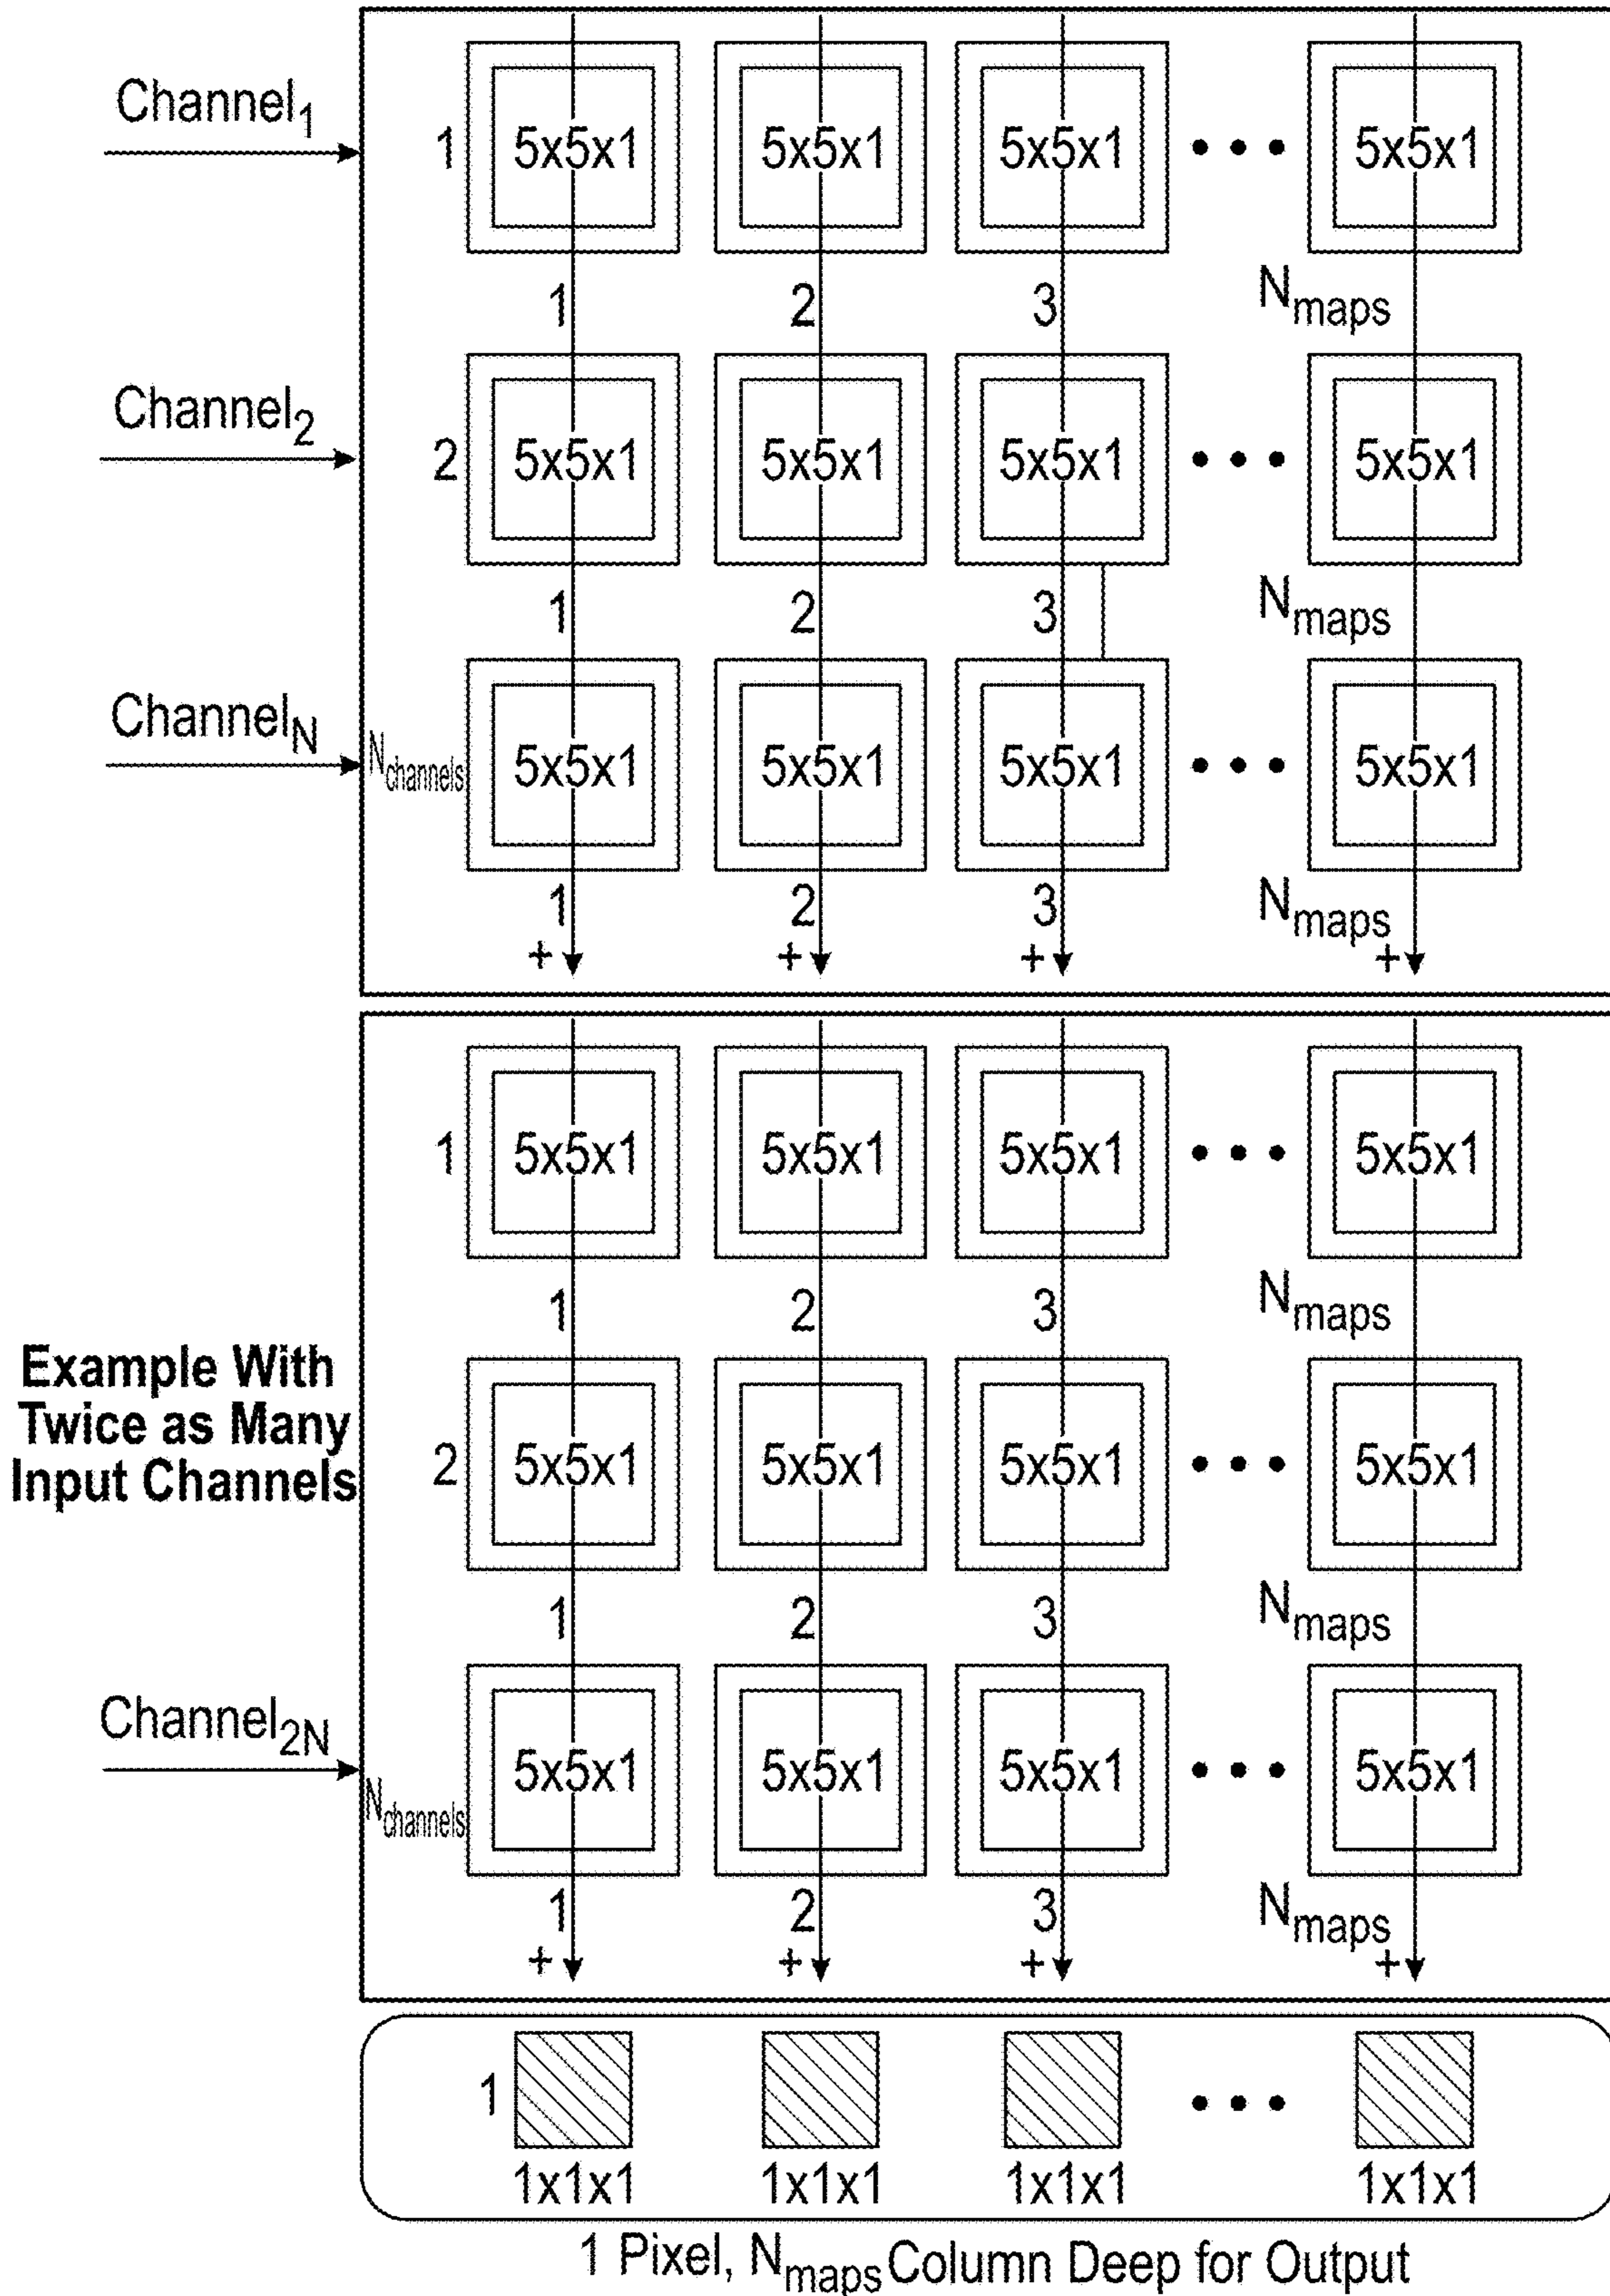 Channel1
1 5x5x1 5x5x1 5x5x1 • • • 5x5x1
1 2 3 Nmaps
Channel2
2 5x5x1 5x5x1 5x5x1 • • • 5x5x1
1 2 3 Nmaps
ChannelN
Nchannels 5x5x1 5x5x1 5x5x1 • • • 5x5x1
1 2 3 Nmaps
+ + + +
1 5x5x1 5x5x1 5x5x1 • • • 5x5x1
1 2 3 Nmaps
Example With
Twice as Many
Input Channels
2 5x5x1 5x5x1 5x5x1 • • • 5x5x1
1 2 3 Nmaps
Channel2N
Nchannels 5x5x1 5x5x1 5x5x1 • • • 5x5x1
1 2 3 Nmaps
+ + + +
1 • • •
1x1x1 1x1x1 1x1x1 1x1x1
1 Pixel, Nmaps Column Deep for Output